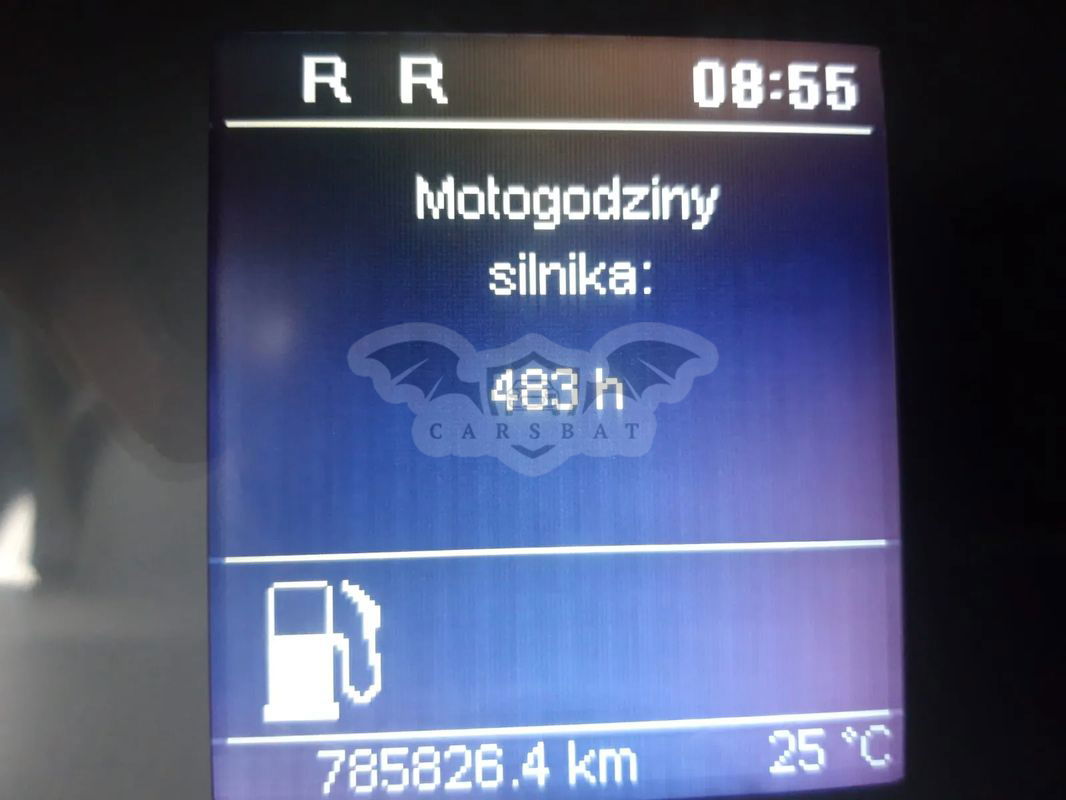 R R 08:55
Motogodziny
silnika:
483 h
CARSBAT
785826.4 km 25 °C